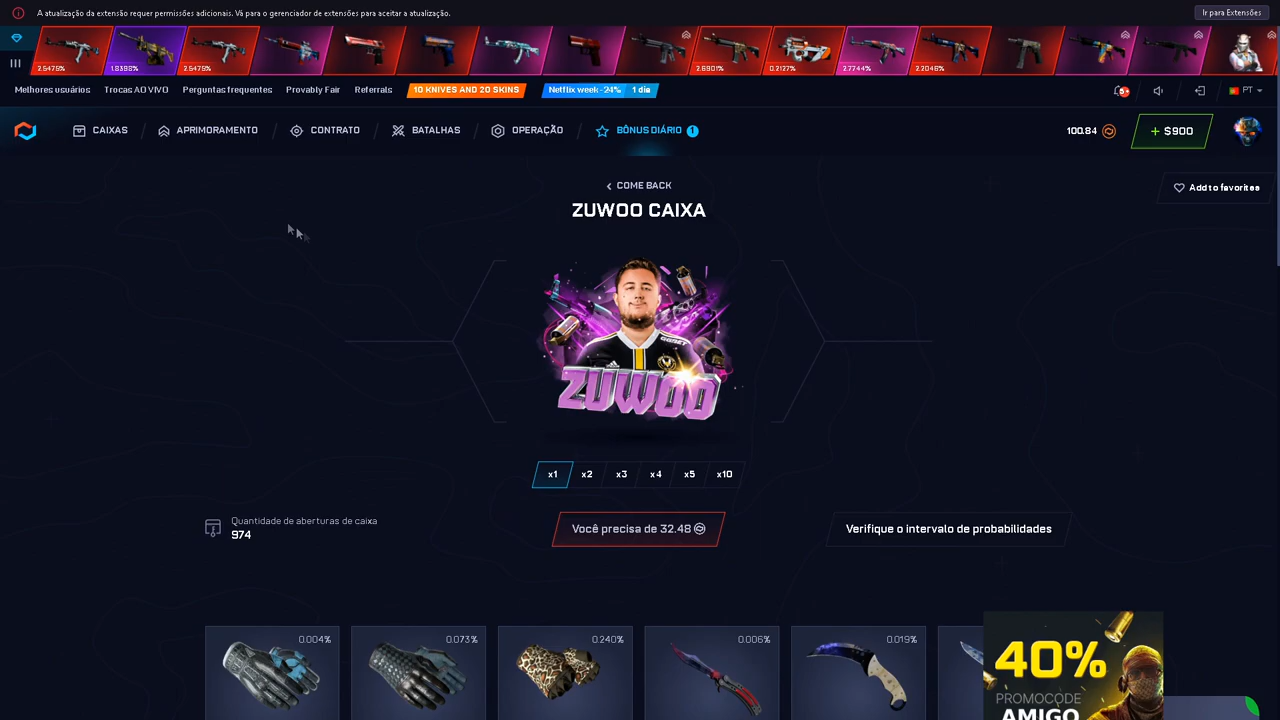 A atualização da extensão requer permissões adicionais. Vá para o gerenciador de extensões para aceitar a atualização.
Ir para Extensões
2.5475%
1.8398%
2.5475%
2.6901%
0.2127%
2.7744%
2.2046%
Melhores usuários
Trocas AO VIVO
Perguntas frequentes
Provably Fair
Referrals
10 KNIVES AND 20 SKINS
Netflix week -24%
1 dia
5+
PT
CAIXAS
APRIMORAMENTO
CONTRATO
BATALHAS
OPERAÇÃO
BÔNUS DIÁRIO 1
100.84
+ $900
COME BACK
Add to favorites
ZUWOO CAIXA
ZUWOO
x1
x2
x3
x4
x5
x10
Quantidade de aberturas de caixa
974
Você precisa de 32.48
Verifique o intervalo de probabilidades
0.004%
0.073%
0.240%
0.006%
0.019%
40%
PROMOCODE
AMIGO